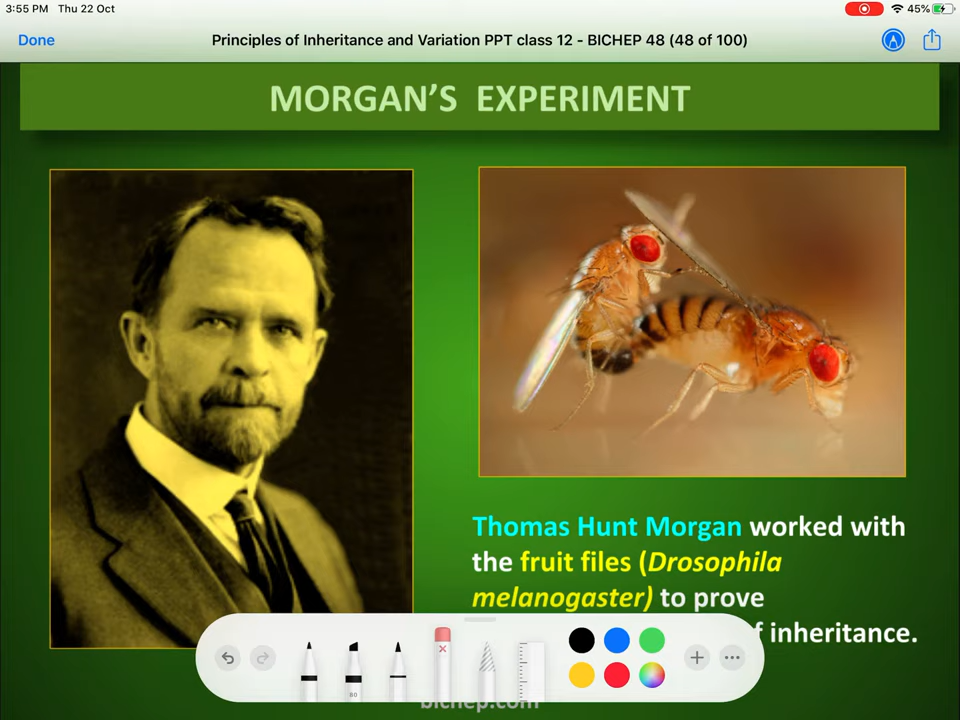 3:55 PM Thu 22 Oct
45%
Done
Principles of Inheritance and Variation PPT class 12 - BICHEP 48 (48 of 100)
MORGAN’S EXPERIMENT
Thomas Hunt Morgan worked with
the fruit files (Drosophila
melanogaster) to prove
inheritance.
80
bichep.com